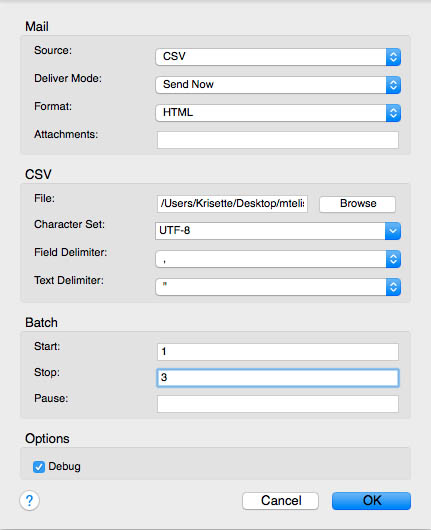 Mail
Source: CSV
Deliver Mode: Send Now
Format: HTML
Attachments:
CSV
File: /Users/Krisette/Desktop/mtelis Browse
Character Set: UTF-8
Field Delimiter: ,
Text Delimiter: "
Batch
Start: 1
Stop: 3
Pause:
Options
Debug
? Cancel OK